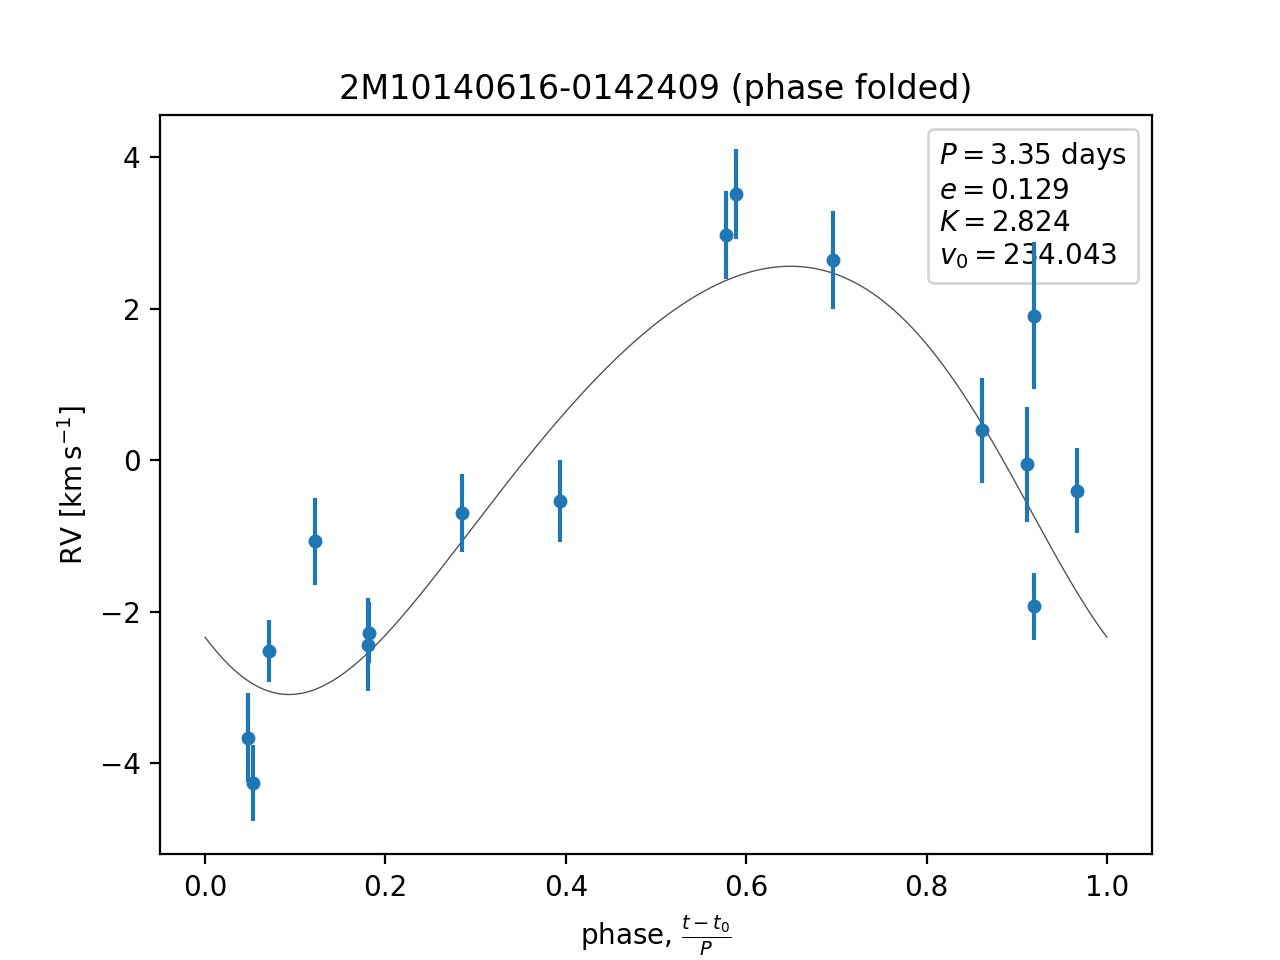 2M10140616-0142409 (phase folded)
P = 3.35 days
e = 0.129
K = 2.824
v₀ = 234.043
RV [km s⁻¹]
4
2
0
−2
−4
0.0 0.2 0.4 0.6 0.8 1.0
phase, (t − t₀)/P